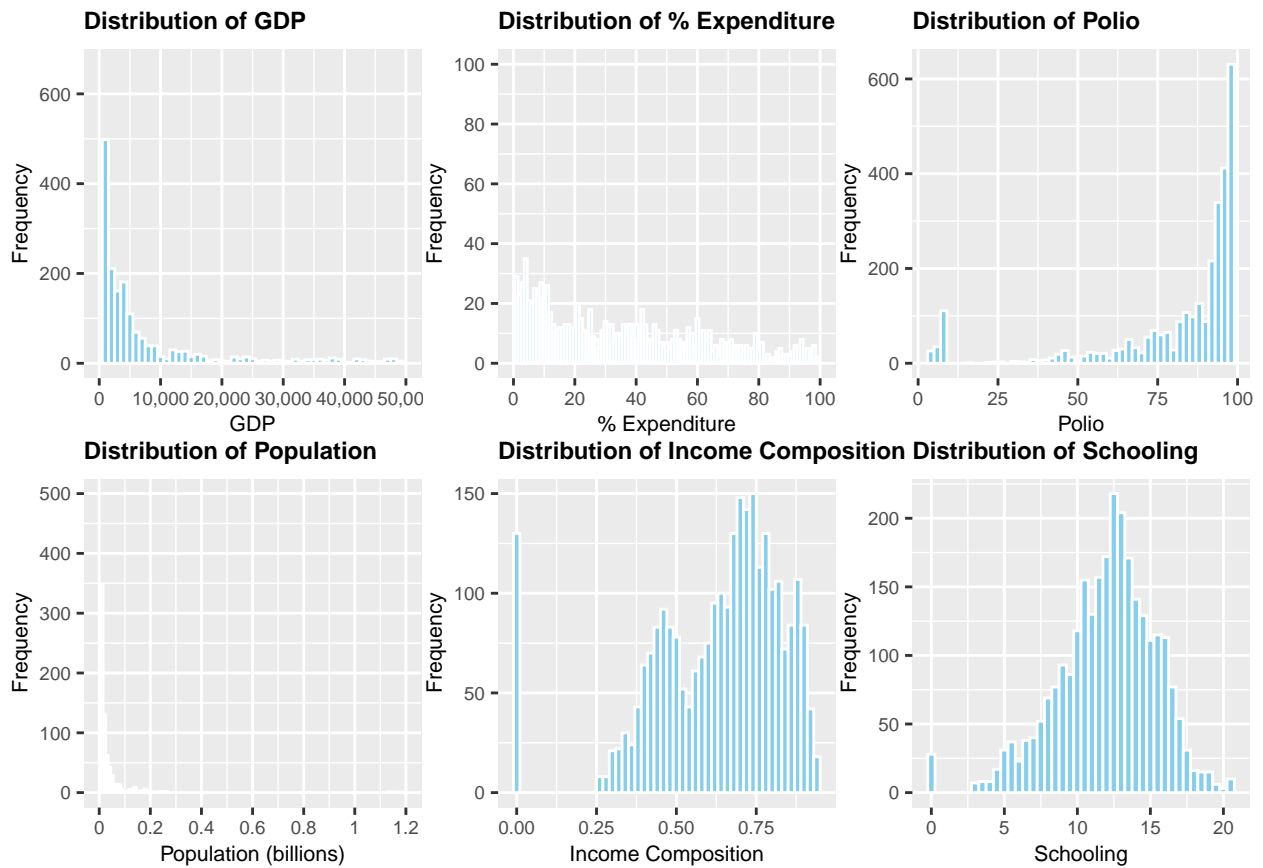 Distribution of GDP
600
400
200
0
Frequency
0 10,000 20,000 30,000 40,000 50,00
GDP
Distribution of % Expenditure
100
80
60
40
20
0
Frequency
0 20 40 60 80 100
% Expenditure
Distribution of Polio
600
400
200
0
Frequency
0 25 50 75 100
Polio
Distribution of Population
500
400
300
200
100
0
Frequency
0 0.2 0.4 0.6 0.8 1 1.2
Population (billions)
Distribution of Income Composition
150
100
50
0
Frequency
0.00 0.25 0.50 0.75
Income Composition
Distribution of Schooling
200
150
100
50
0
Frequency
0 5 10 15 20
Schooling